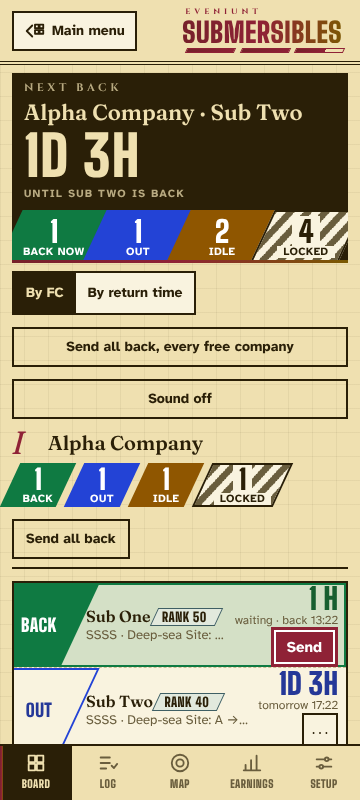 Main menu
EVENIUNT
SUBMERSIBLES
NEXT BACK
Alpha Company · Sub Two
1D 3H
UNTIL SUB TWO IS BACK
1 BACK NOW
1 OUT
2 IDLE
4 LOCKED
By FC
By return time
Send all back, every free company
Sound off
I Alpha Company
1 BACK
1 OUT
1 IDLE
1 LOCKED
Send all back
BACK
Sub One RANK 50
SSSS · Deep-sea Site: ...
1 H
waiting · back 13:22
Send
OUT
Sub Two RANK 40
SSSS · Deep-sea Site: A →...
1D 3H
tomorrow 17:22
...
BOARD
LOG
MAP
EARNINGS
SETUP